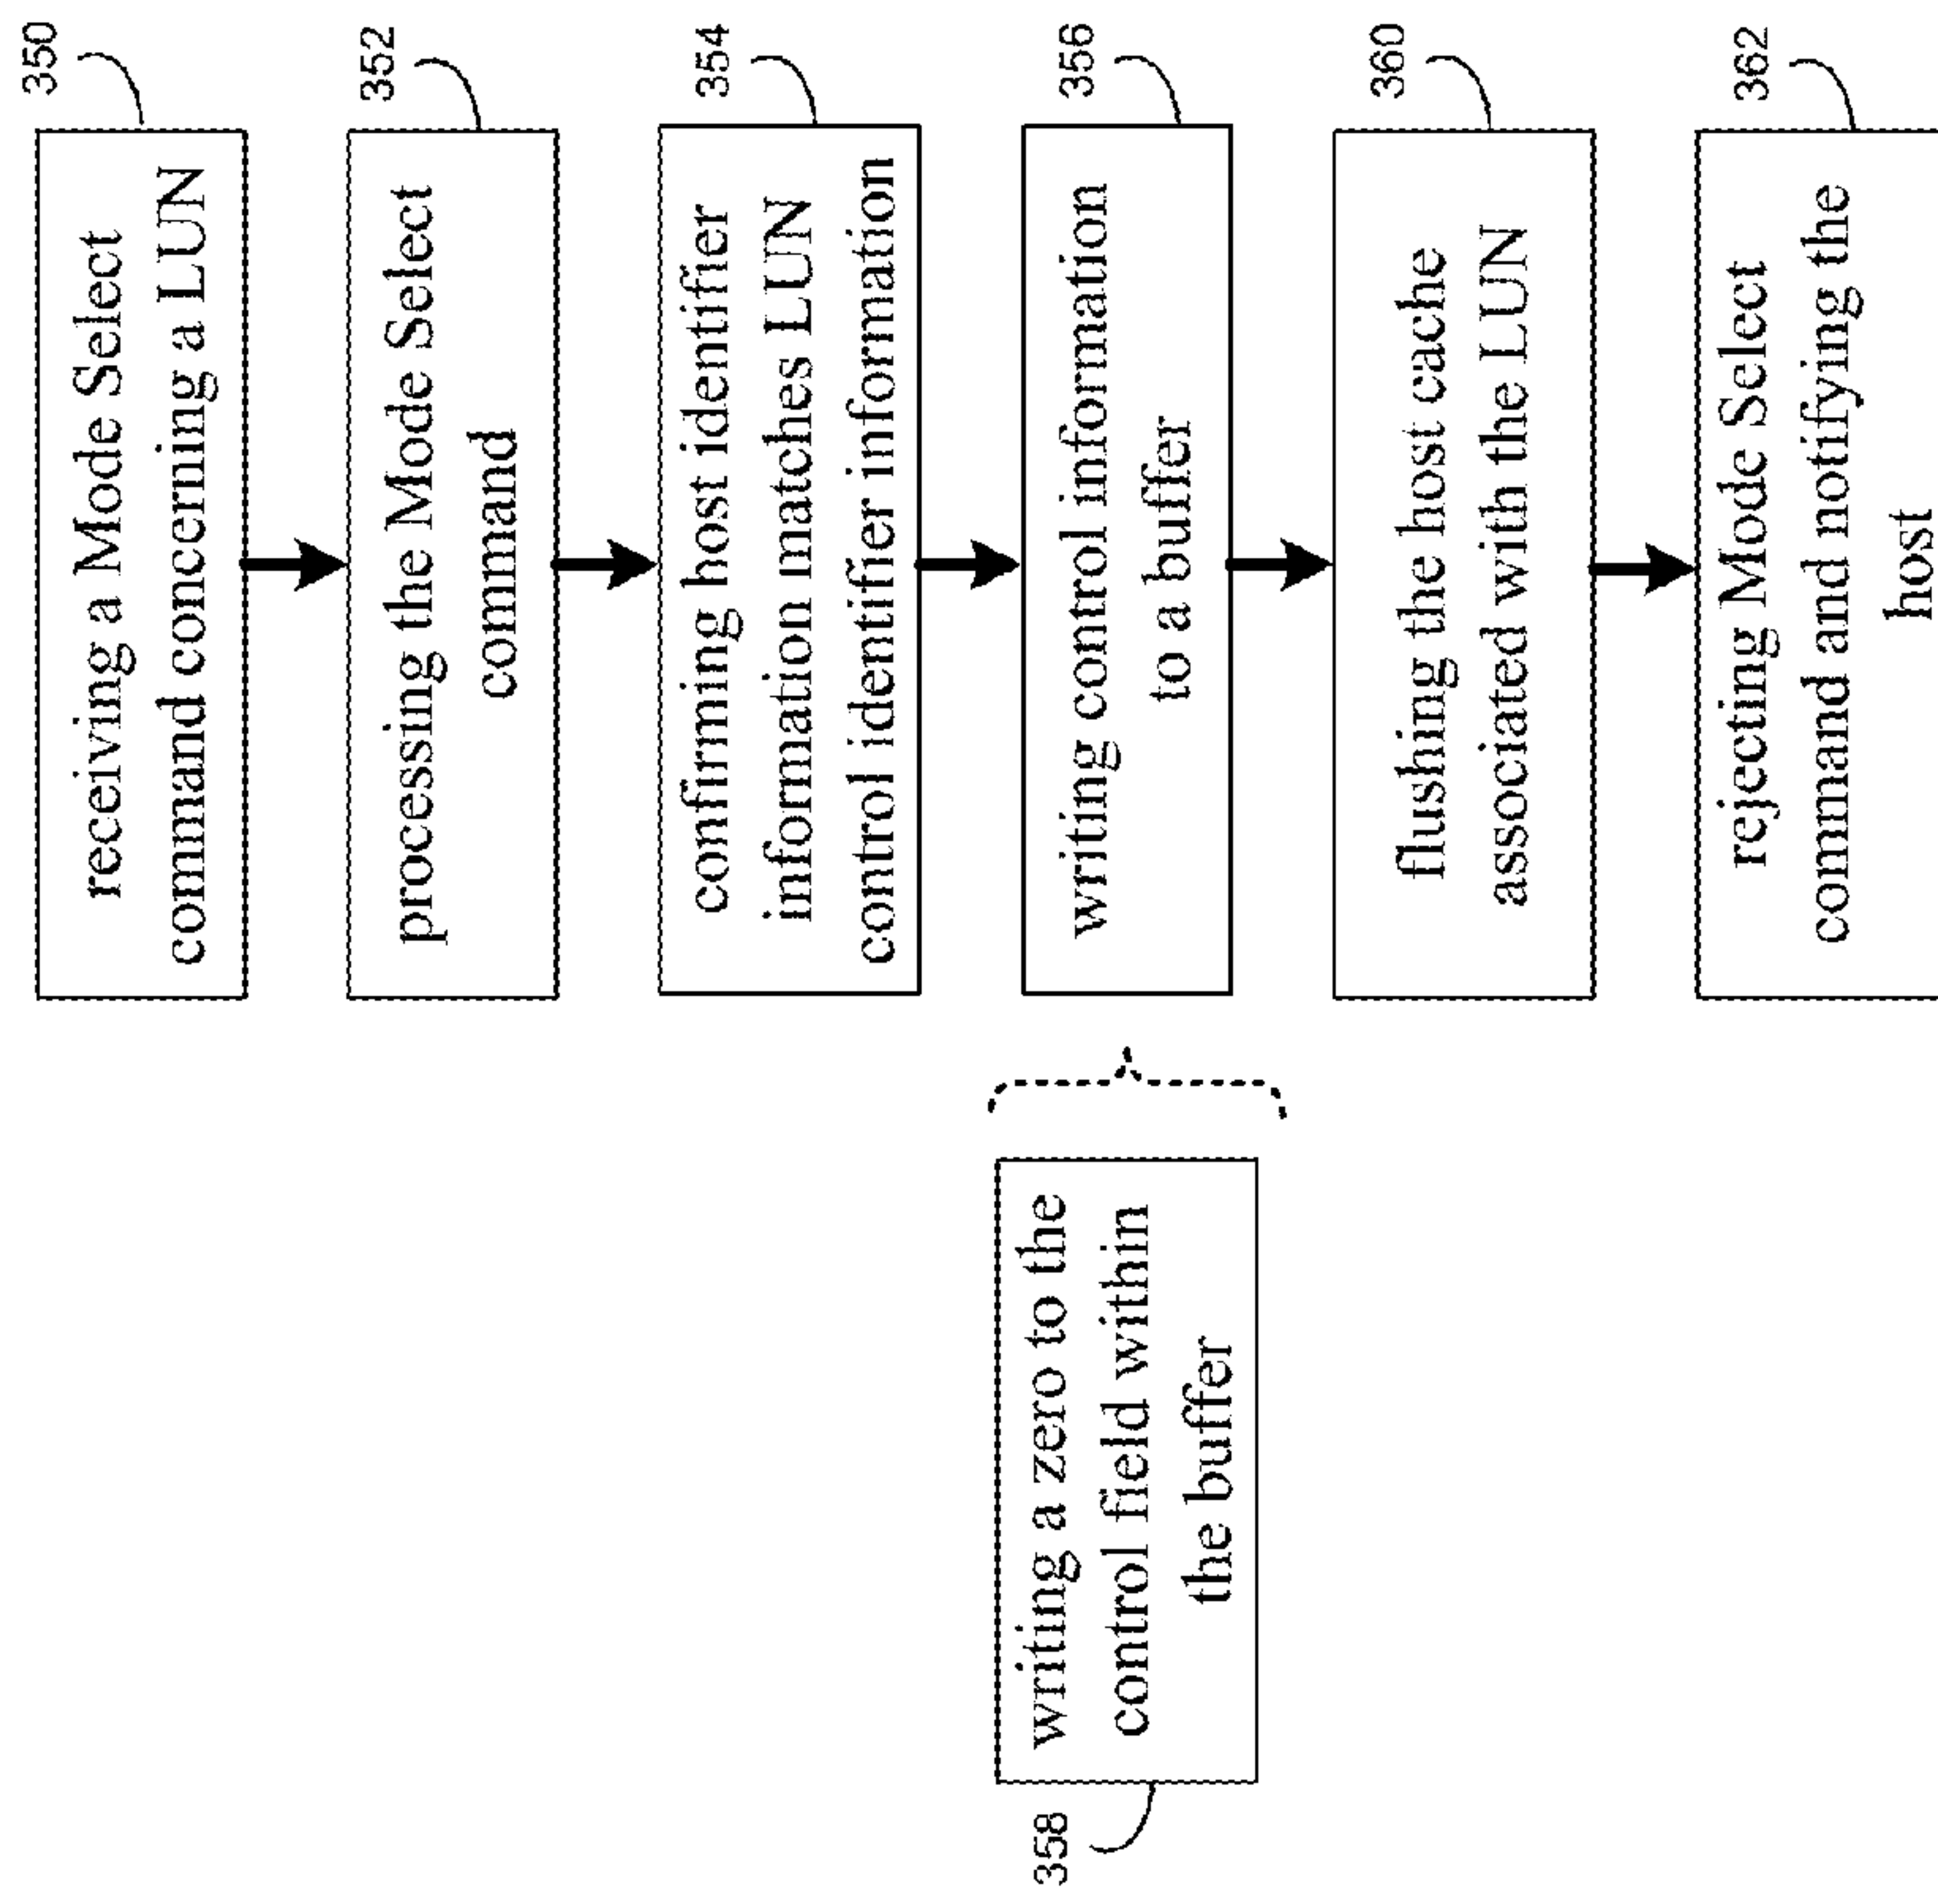 350
receiving a Mode Select
command concerning a LUN
352
processing the Mode Select
command
354
confirming host identifier
information matches LUN
control identifier information
356
writing control information
to a buffer
358
writing a zero to the
control field within
the buffer
360
flushing the host cache
associated with the LUN
362
rejecting Mode Select
command and notifying the
host